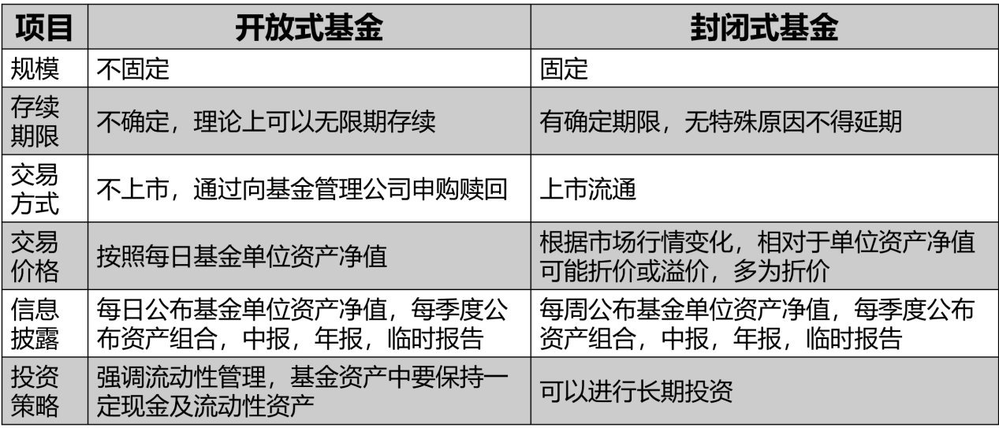 项目 开放式基金 封闭式基金
规模 不固定 固定
存续
期限
不确定，理论上可以无限期存续
有确定期限，无特殊原因不得延期
交易
方式
不上市，通过向基金管理公司申购赎回
上市流通
交易
价格
按照每日基金单位资产净值
根据市场行情变化，相对于单位资产净值
可能折价或溢价，多为折价
信息
披露
每日公布基金单位资产净值，每季度公
布资产组合，中报，年报，临时报告
每周公布基金单位资产净值，每季度公布
资产组合，中报，年报，临时报告
投资
策略
强调流动性管理，基金资产中要保持一
定现金及流动性资产
可以进行长期投资